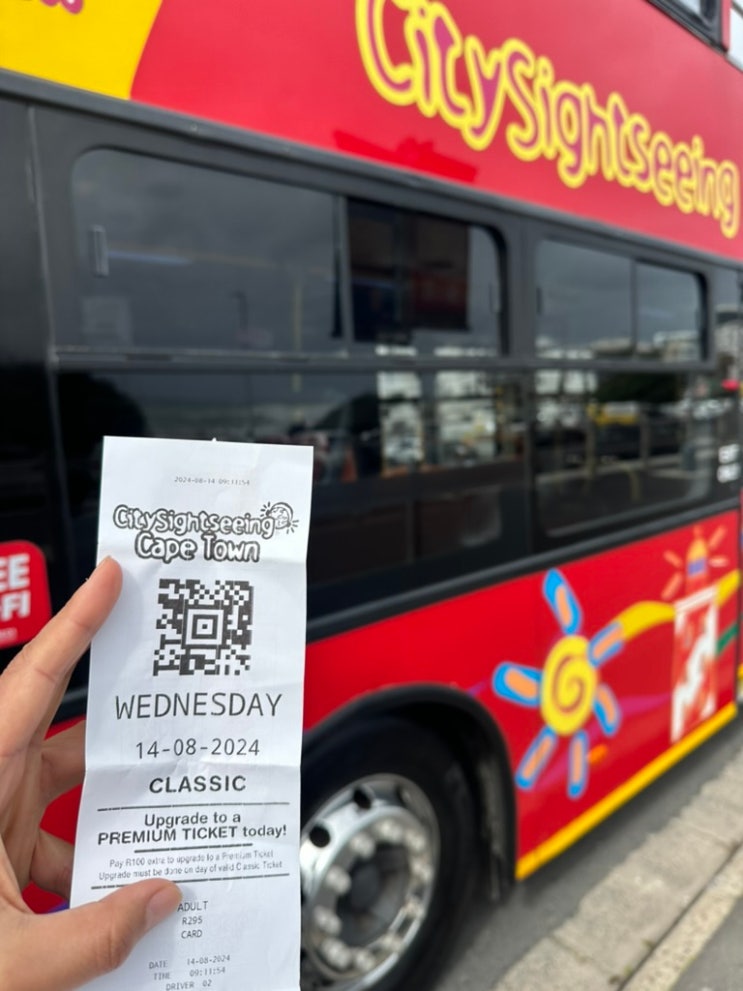 CitySightseeing
EE
-FI
EXIT
ONLY
2024-08-14 09:11:54
CitySightseeing
Cape Town
WEDNESDAY
14-08-2024
CLASSIC
Upgrade to a
PREMIUM TICKET today!
Pay R100 extra to upgrade to a Premium Ticket
Upgrade must be done on day of valid Classic Ticket
ADULT
R295
CARD
DATE 14-08-2024
TIME 09:11:54
DRIVER 02